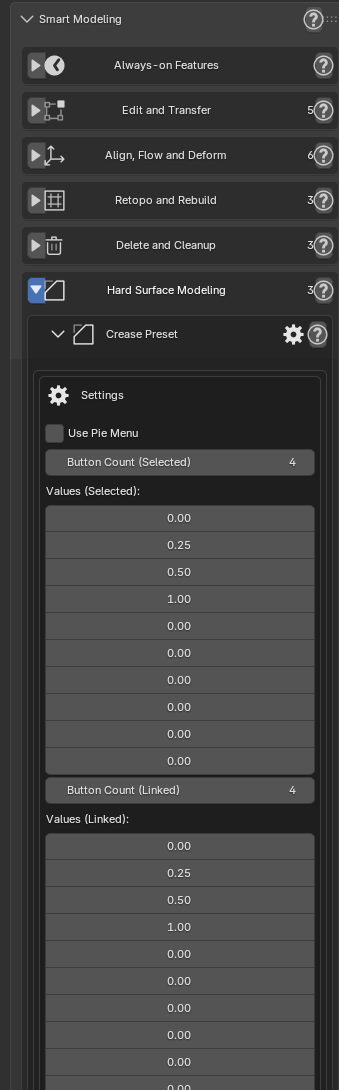 Smart Modeling
Always-on Features
Edit and Transfer 5
Align, Flow and Deform 6
Retopo and Rebuild 3
Delete and Cleanup 3
Hard Surface Modeling 3
Crease Preset
Settings
Use Pie Menu
Button Count (Selected) 4
Values (Selected):
0.00
0.25
0.50
1.00
0.00
0.00
0.00
0.00
0.00
0.00
Button Count (Linked) 4
Values (Linked):
0.00
0.25
0.50
1.00
0.00
0.00
0.00
0.00
0.00
0.00